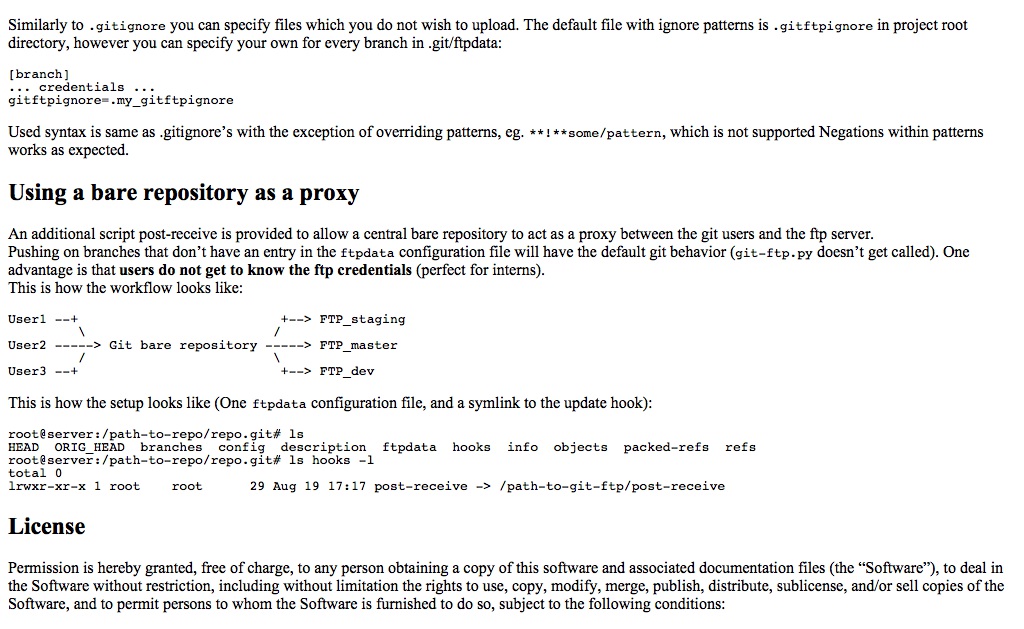 Similarly to .gitignore you can specify files which you do not wish to upload. The default file with ignore patterns is .gitftpignore in project root
directory, however you can specify your own for every branch in .git/ftpdata:
[branch]
... credentials ...
gitftpignore=.my_gitftpignore
Used syntax is same as .gitignore’s with the exception of overriding patterns, eg. **!**some/pattern, which is not supported Negations within patterns
works as expected.
Using a bare repository as a proxy
An additional script post-receive is provided to allow a central bare repository to act as a proxy between the git users and the ftp server.
Pushing on branches that don’t have an entry in the ftpdata configuration file will have the default git behavior (git-ftp.py doesn’t get called). One
advantage is that users do not get to know the ftp credentials (perfect for interns).
This is how the workflow looks like:
User1 --+                          +--> FTP_staging
         \                        /
User2 -----> Git bare repository -----> FTP_master
         /                        \
User3 --+                          +--> FTP_dev
This is how the setup looks like (One ftpdata configuration file, and a symlink to the update hook):
root@server:/path-to-repo/repo.git# ls
HEAD  ORIG_HEAD  branches  config  description  ftpdata  hooks  info  objects  packed-refs  refs
root@server:/path-to-repo/repo.git# ls hooks -l
total 0
lrwxr-xr-x 1 root    root      29 Aug 19 17:17 post-receive -> /path-to-git-ftp/post-receive
License
Permission is hereby granted, free of charge, to any person obtaining a copy of this software and associated documentation files (the “Software”), to deal in
the Software without restriction, including without limitation the rights to use, copy, modify, merge, publish, distribute, sublicense, and/or sell copies of the
Software, and to permit persons to whom the Software is furnished to do so, subject to the following conditions: